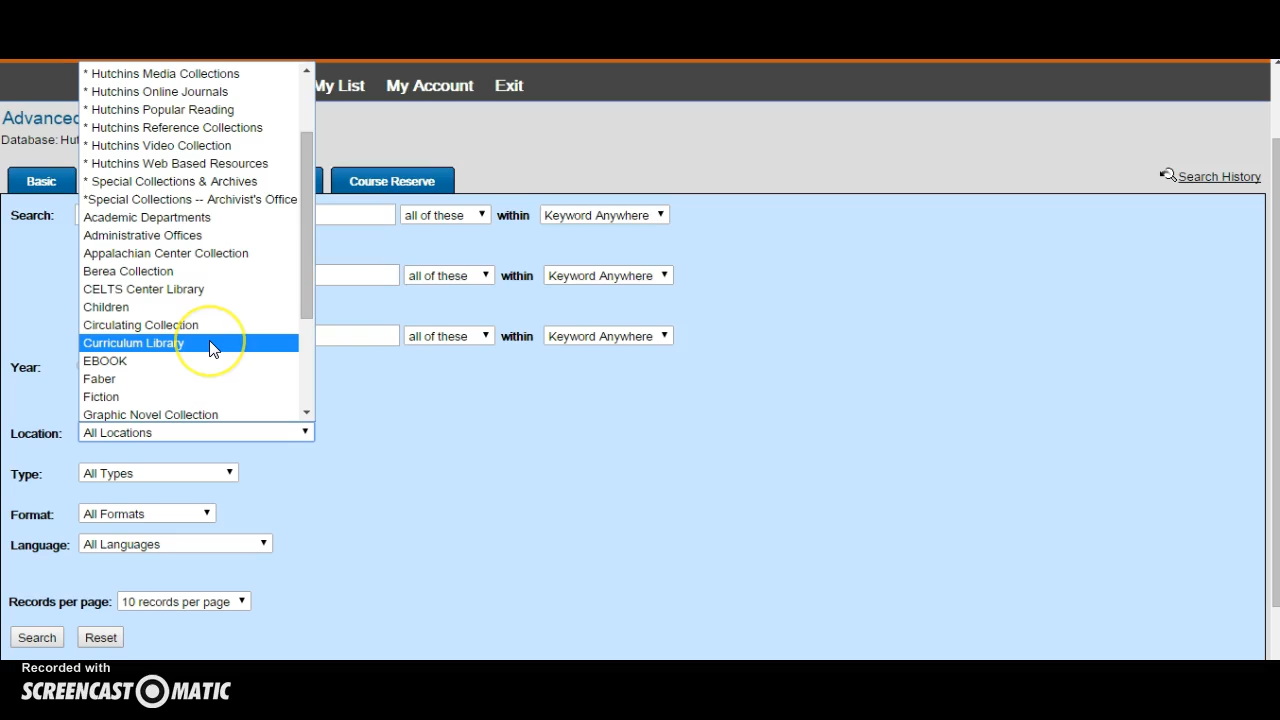 * Hutchins Media Collections
* Hutchins Online Journals
* Hutchins Popular Reading
* Hutchins Reference Collections
* Hutchins Video Collection
* Hutchins Web Based Resources
* Special Collections & Archives
*Special Collections -- Archivist's Office
Academic Departments
Administrative Offices
Appalachian Center Collection
Berea Collection
CELTS Center Library
Children
Circulating Collection
Curriculum Library
EBOOK
Faber
Fiction
Graphic Novel Collection
My List My Account Exit
Advanced
Database: Hut
Basic Course Reserve Search History
Search: all of these within Keyword Anywhere
all of these within Keyword Anywhere
all of these within Keyword Anywhere
Year:
Location: All Locations
Type: All Types
Format: All Formats
Language: All Languages
Records per page: 10 records per page
Search Reset
Recorded with
SCREENCAST MATIC